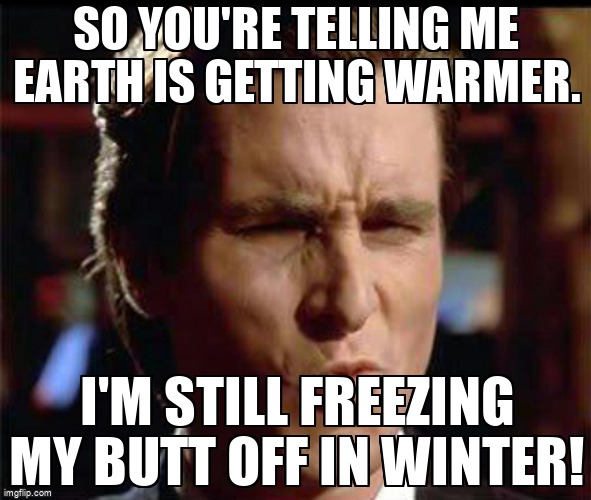 SO YOU'RE TELLING ME
EARTH IS GETTING WARMER.
I'M STILL FREEZING
MY BUTT OFF IN WINTER!
imgflip.com